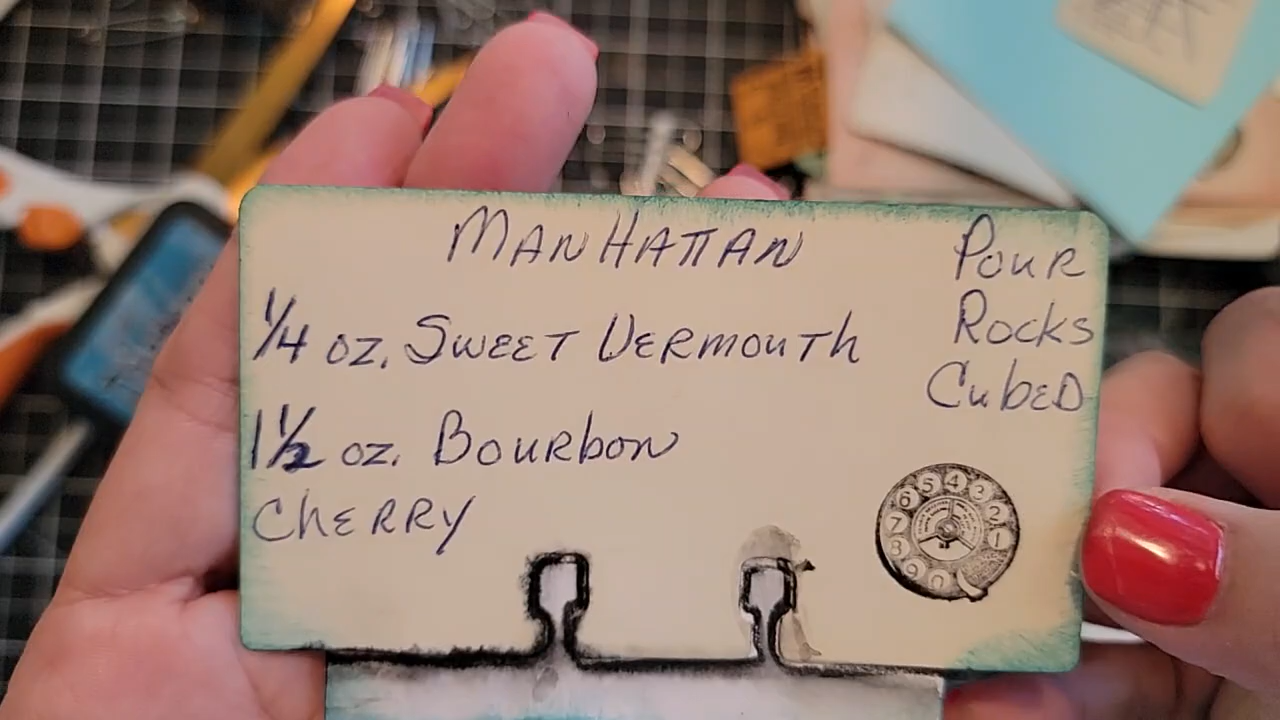 MANHATTAN
1/4 oz. SWEET VERMOUTH
1 1/2 oz. BOURBON
CHERRY
POUR
ROCKS
CUBED